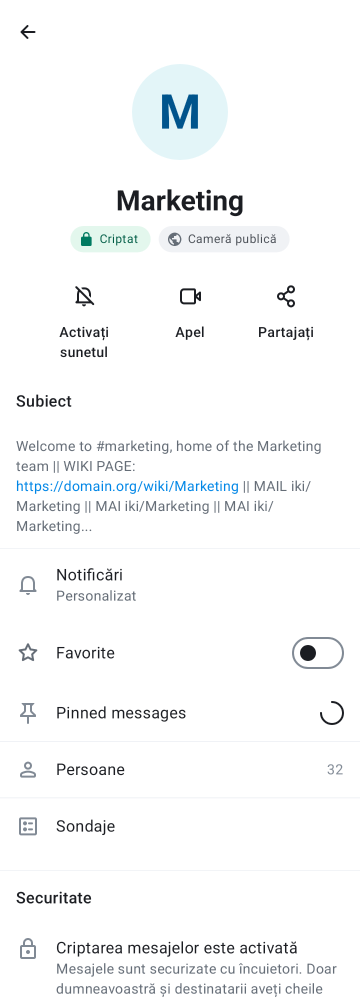 M
Marketing
Criptat
Cameră publică
Activați
sunetul
Apel
Partajați
Subiect
Welcome to #marketing, home of the Marketing
team || WIKI PAGE:
https://domain.org/wiki/Marketing || MAIL iki/
Marketing || MAI iki/Marketing || MAI iki/
Marketing...
Notificări
Personalizat
Favorite
Pinned messages
Persoane
32
Sondaje
Securitate
Criptarea mesajelor este activată
Mesajele sunt securizate cu încuietori. Doar
dumneavoastră și destinatarii aveți cheile